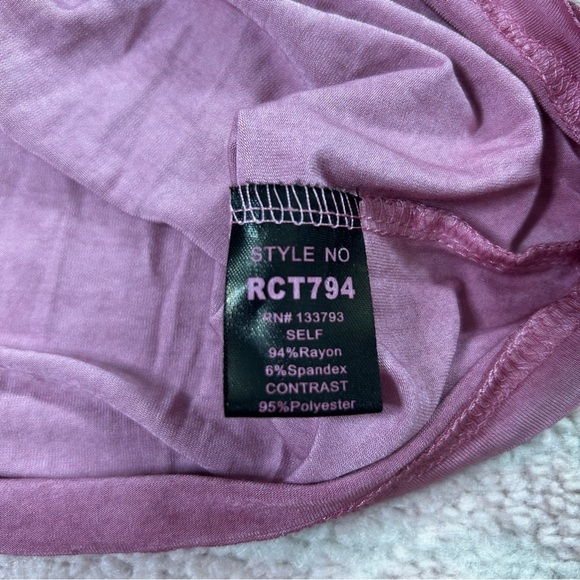 STYLE NO
RCT794
RN# 133793
SELF
94%Rayon
6%Spandex
CONTRAST
95%Polyester